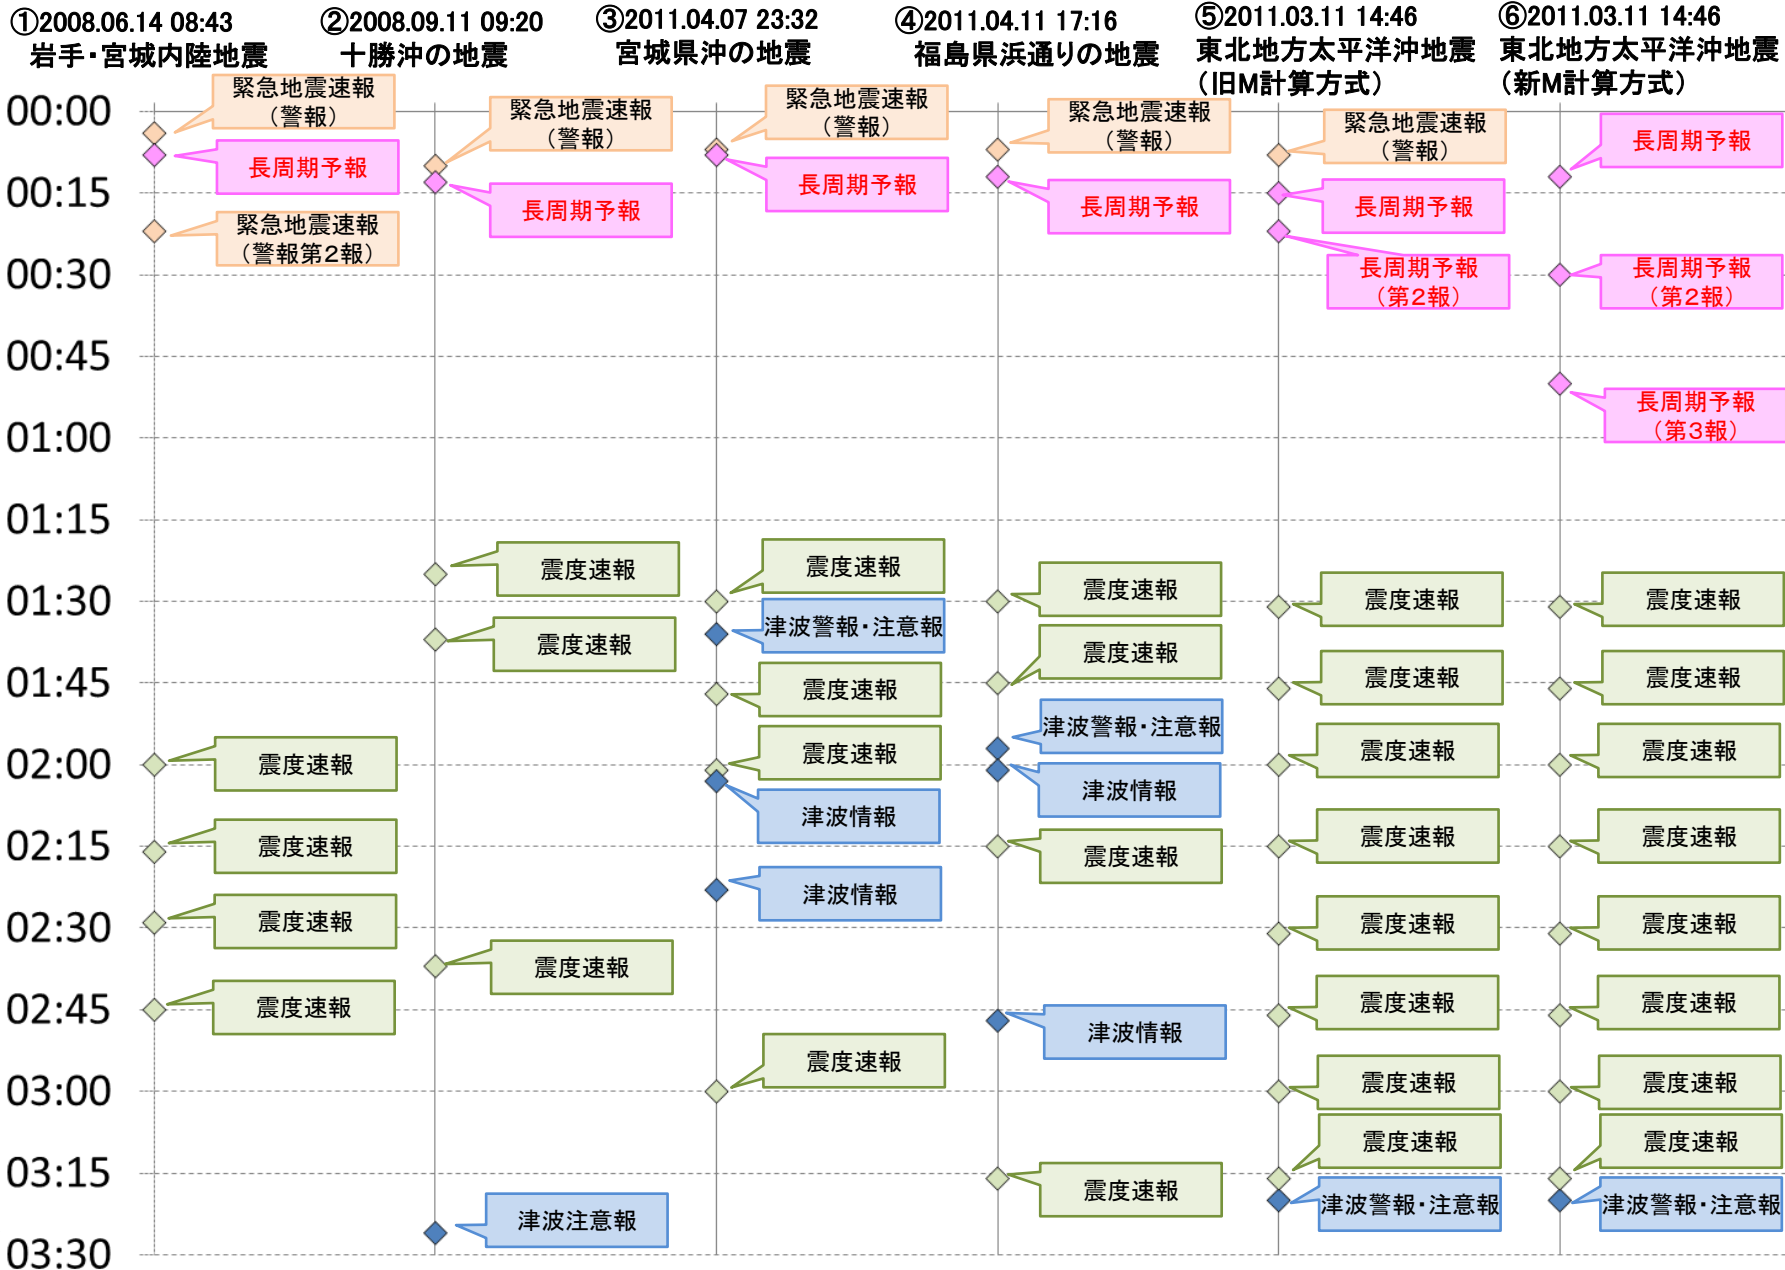 ①2008.06.14 08:43
岩手・宮城内陸地震
②2008.09.11 09:20
十勝沖の地震
③2011.04.07 23:32
宮城県沖の地震
④2011.04.11 17:16
福島県浜通りの地震
⑤2011.03.11 14:46
東北地方太平洋沖地震
（旧M計算方式）
⑥2011.03.11 14:46
東北地方太平洋沖地震
（新M計算方式）
00:00
00:15
00:30
00:45
01:00
01:15
01:30
01:45
02:00
02:15
02:30
02:45
03:00
03:15
03:30
緊急地震速報
（警報）
長周期予報
緊急地震速報
（警報第2報）
震度速報
震度速報
震度速報
震度速報
緊急地震速報
（警報）
長周期予報
震度速報
震度速報
震度速報
津波注意報
緊急地震速報
（警報）
長周期予報
震度速報
津波警報・注意報
震度速報
震度速報
津波情報
津波情報
震度速報
緊急地震速報
（警報）
長周期予報
震度速報
震度速報
津波警報・注意報
津波情報
震度速報
津波情報
震度速報
緊急地震速報
（警報）
長周期予報
長周期予報
（第2報）
震度速報
震度速報
震度速報
震度速報
震度速報
震度速報
震度速報
震度速報
津波警報・注意報
長周期予報
長周期予報
（第2報）
長周期予報
（第3報）
震度速報
震度速報
震度速報
震度速報
震度速報
震度速報
震度速報
震度速報
津波警報・注意報